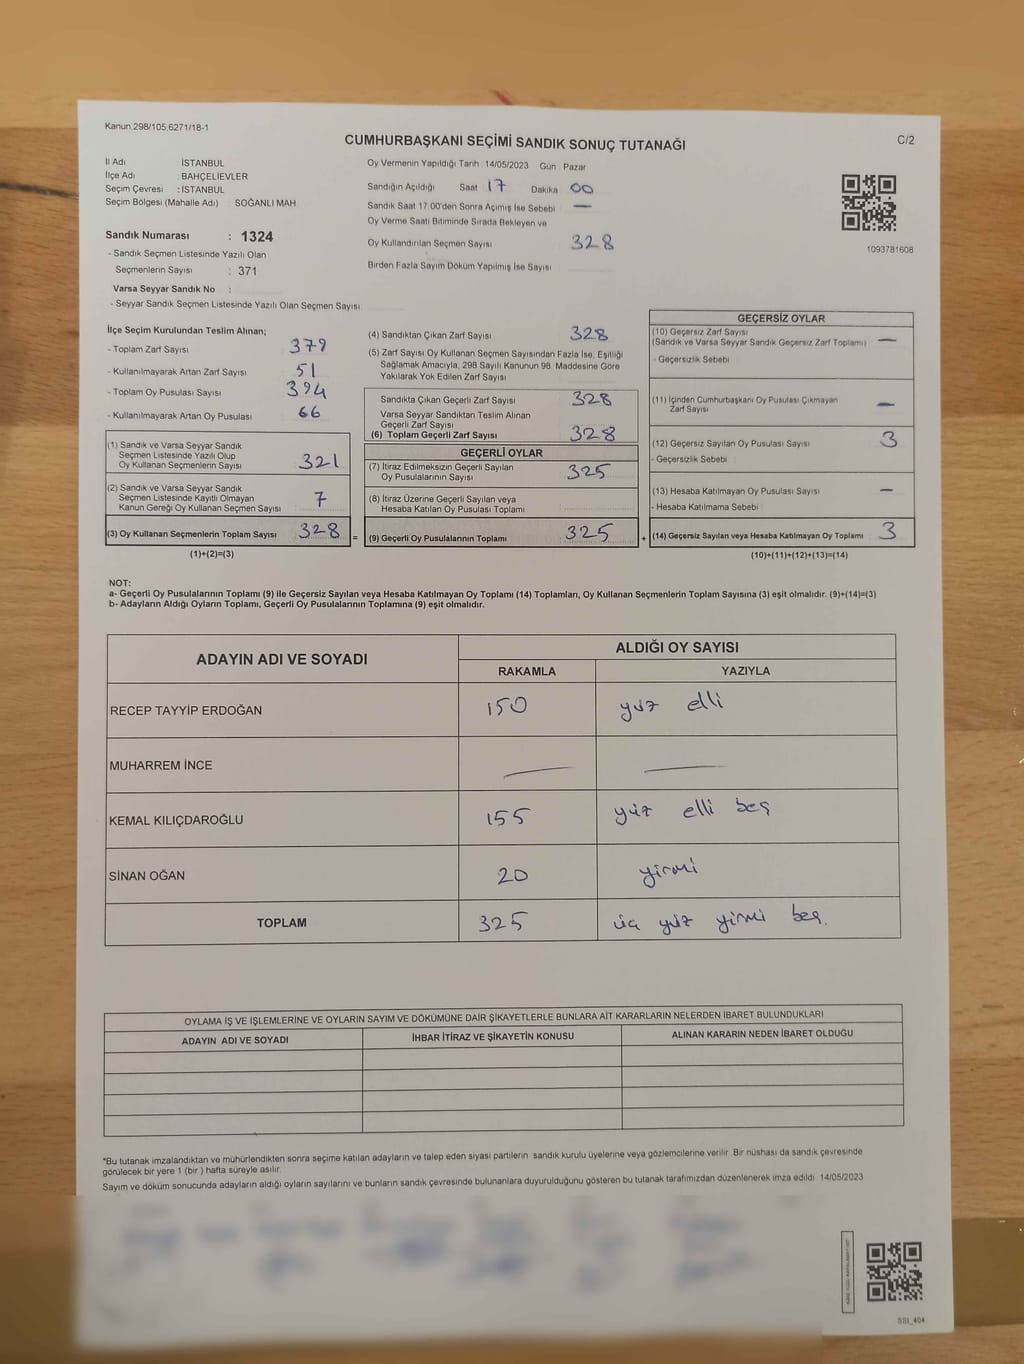 Kanun.298/105.6271/18-1
C/2
CUMHURBAŞKANI SEÇİMİ SANDIK SONUÇ TUTANAĞI
İl Adı İSTANBUL
İlçe Adı BAHÇELİEVLER
Seçim Çevresi : İSTANBUL
Seçim Bölgesi (Mahalle Adı) SOĞANLI MAH
Sandık Numarası : 1324
- Sandık Seçmen Listesinde Yazılı Olan
Seçmenlerin Sayısı : 371
Varsa Seyyar Sandık No :
- Seyyar Sandık Seçmen Listesinde Yazılı Olan Seçmen Sayısı
Oy Vermenin Yapıldığı Tarih 14/05/2023 Gün Pazar
Sandığın Açıldığı Saat 17 Dakika 00
Sandık Saat 17.00'den Sonra Açımış İse Sebebi —
Oy Verme Saati Bitiminde Sırada Bekleyen ve
Oy Kullandırılan Seçmen Sayısı 328
Birden Fazla Sayım Döküm Yapılmış İse Sayısı
1093781608
İlçe Seçim Kurulundan Teslim Alınan;
- Toplam Zarf Sayısı 379
- Kullanılmayarak Artan Zarf Sayısı 51
- Toplam Oy Pusulası Sayısı 394
- Kullanılmayarak Artan Oy Pusulası 66
(1) Sandık ve Varsa Seyyar Sandık
Seçmen Listesinde Yazılı Olup
Oy Kullanan Seçmenlerin Sayısı 321
(2) Sandık ve Varsa Seyyar Sandık
Seçmen Listesinde Kayıtlı Olmayan
Kanun Gereği Oy Kullanan Seçmen Sayısı 7
(3) Oy Kullanan Seçmenlerin Toplam Sayısı 328 =
(1)+(2)=(3)
(4) Sandıktan Çıkan Zarf Sayısı 328
(5) Zarf Sayısı Oy Kullanan Seçmen Sayısından Fazla İse, Eşitliği
Sağlamak Amacıyla, 298 Sayılı Kanunun 98. Maddesine Göre
Yakılarak Yok Edilen Zarf Sayısı
Sandıkta Çıkan Geçerli Zarf Sayısı 328
Varsa Seyyar Sandıktan Teslim Alınan
Geçerli Zarf Sayısı
(6) Toplam Geçerli Zarf Sayısı 328
GEÇERLİ OYLAR
(7) İtiraz Edilmeksizin Geçerli Sayılan
Oy Pusulalarının Sayısı 325
(8) İtiraz Üzerine Geçerli Sayılan veya
Hesaba Katılan Oy Pusulası Toplamı
(9) Geçerli Oy Pusulalarının Toplamı 325 +
GEÇERSİZ OYLAR
(10) Geçersiz Zarf Sayısı
(Sandık ve Varsa Seyyar Sandık Geçersiz Zarf Toplamı) —
- Geçersizlik Sebebi
(11) İçinden Cumhurbaşkanı Oy Pusulası Çıkmayan
Zarf Sayısı —
(12) Geçersiz Sayılan Oy Pusulası Sayısı 3
- Geçersizlik Sebebi
(13) Hesaba Katılmayan Oy Pusulası Sayısı —
- Hesaba Katılmama Sebebi
(14) Geçersiz Sayılan veya Hesaba Katılmayan Oy Toplamı 3
(10)+(11)+(12)+(13)=(14)
NOT:
a- Geçerli Oy Pusulalarının Toplamı (9) ile Geçersiz Sayılan veya Hesaba Katılmayan Oy Toplamı (14) Toplamları, Oy Kullanan Seçmenlerin Toplam Sayısına (3) eşit olmalıdır. (9)+(14)=(3)
b- Adayların Aldığı Oyların Toplamı, Geçerli Oy Pusulalarının Toplamına (9) eşit olmalıdır.
ADAYIN ADI VE SOYADI ALDIĞI OY SAYISI
RAKAMLA YAZIYLA
RECEP TAYYİP ERDOĞAN 150 yüz elli
MUHARREM İNCE — —
KEMAL KILIÇDAROĞLU 155 yüz elli beş
SİNAN OĞAN 20 yirmi
TOPLAM 325 üç yüz yirmi beş.
OYLAMA İŞ VE İŞLEMLERİNE VE OYLARIN SAYIM VE DÖKÜMÜNE DAİR ŞİKAYETLERLE BUNLARA AİT KARARLARIN NELERDEN İBARET BULUNDUKLARI
ADAYIN ADI VE SOYADI İHBAR İTİRAZ VE ŞİKAYETİN KONUSU ALINAN KARARIN NEDEN İBARET OLDUĞU
*Bu tutanak imzalandıktan ve mühürlendikten sonra seçime katılan adayların ve talep eden siyasi partilerin sandık kurulu üyelerine veya gözlemcilerine verilir. Bir nüshası da sandık çevresinde
görülecek bir yere 1 (bir) hafta süreyle asılır.
Sayım ve döküm sonucunda adayların aldığı oyların sayılarını ve bunların sandık çevresinde bulunanlara duyurulduğunu gösteren bu tutanak tarafımızdan düzenlenerek imza edildi 14/05/2023
SSI_404